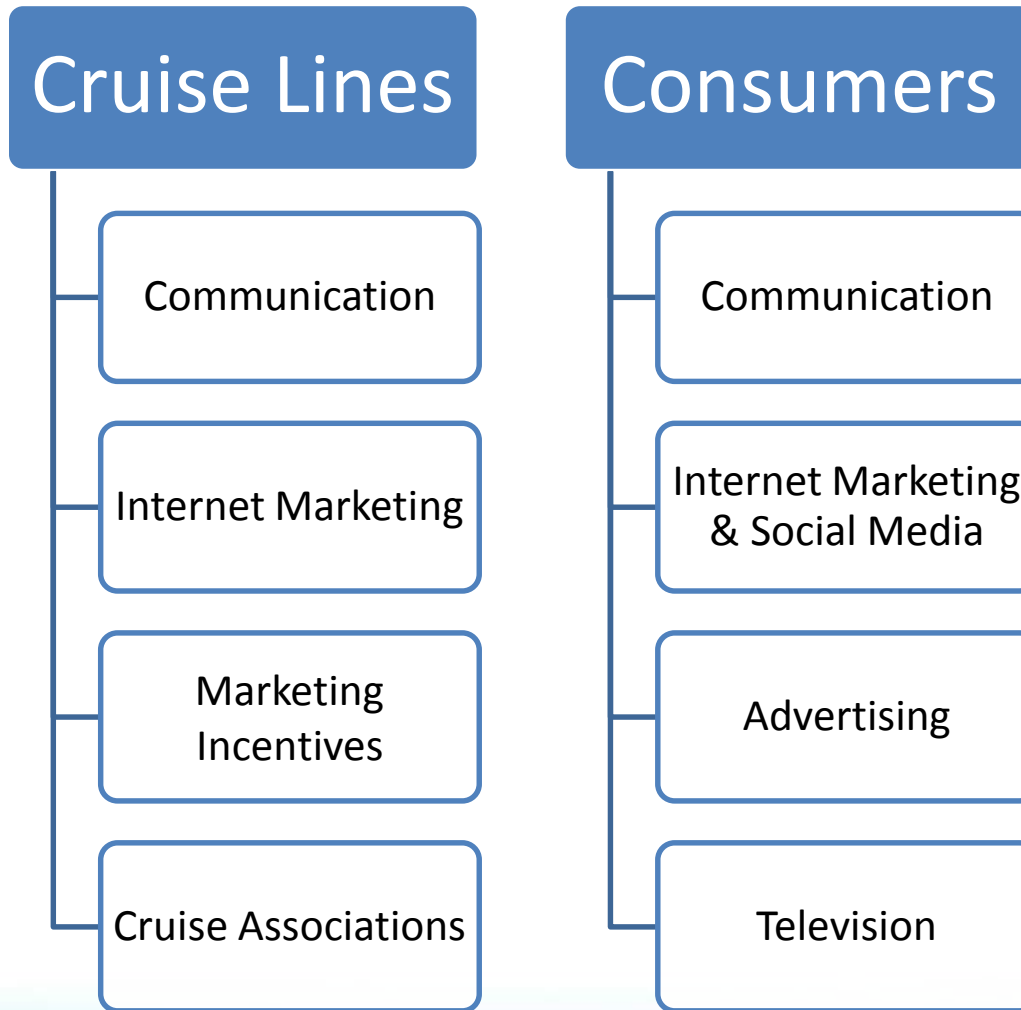 Cruise Lines
Communication
Internet Marketing
Marketing
Incentives
Cruise Associations
Consumers
Communication
Internet Marketing
& Social Media
Advertising
Television